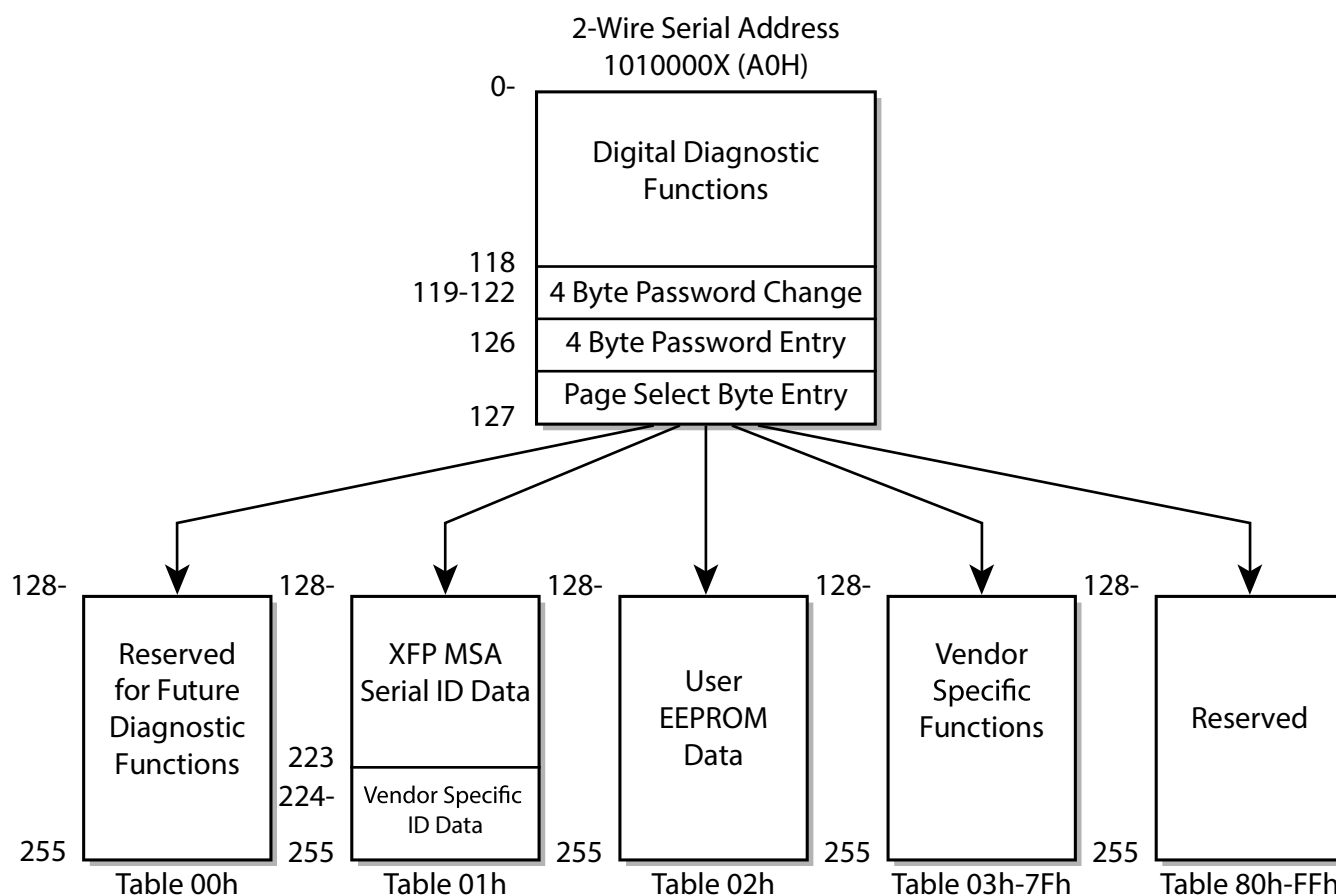 2-Wire Serial Address
1010000X (A0H)
0-
Digital Diagnostic
Functions
118
119-122
4 Byte Password Change
126
4 Byte Password Entry
Page Select Byte Entry
127
128-
Reserved
for Future
Diagnostic
Functions
255
Table 00h
128-
XFP MSA
Serial ID Data
223
224-
Vendor Specific
ID Data
255
Table 01h
128-
User
EEPROM
Data
255
Table 02h
128-
Vendor
Specific
Functions
255
Table 03h-7Fh
128-
Reserved
255
Table 80h-FFh